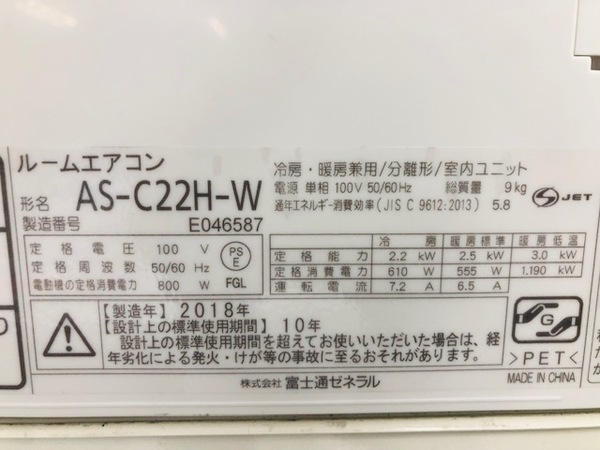 ルームエアコン
冷房・暖房兼用/分離形/室内ユニット
形名 AS-C22H-W
電源 単相 100V 50/60Hz 総質量 9kg
製造番号 E046587
通年エネルギー消費効率(JIS C 9612:2013) 5.8
JET
定格電圧 100 V
定格周波数 50/60 Hz
電動機の定格消費電力 800 W
PS
E
FGL
冷房 暖房標準 暖房低温
定格能力 2.2 kW 2.5 kW 3.0 kW
定格消費電力 610 W 555 W 1.190 kW
運転電流 7.2 A 6.5 A
【製造年】2018年
【設計上の標準使用期間】10年
設計上の標準使用期間を超えてお使いいただいた場合は、経
年劣化による発火・けが等の事故に至るおそれがあります。
G
>PET<
MADE IN CHINA
株式会社 富士通ゼネラル